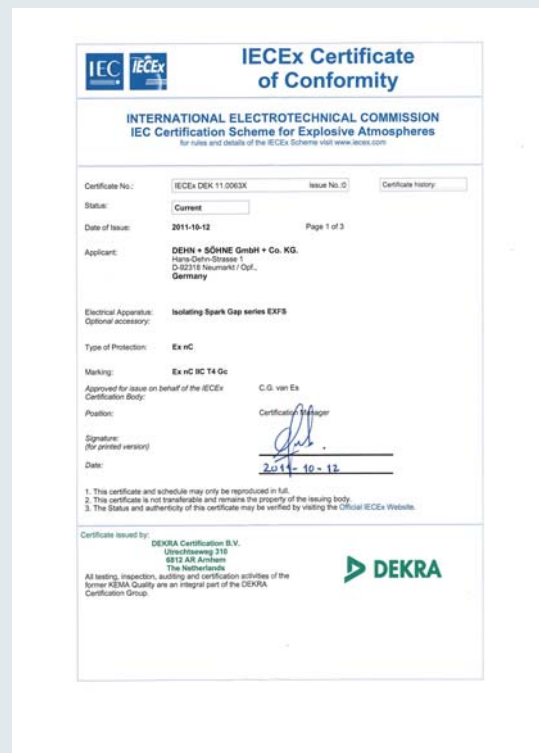 IEC IECEx
IECEx Certificate
of Conformity
INTERNATIONAL ELECTROTECHNICAL COMMISSION
IEC Certification Scheme for Explosive Atmospheres
for rules and details of the IECEx Scheme visit www.iecex.com
Certificate No.: IECEx DEK 11.0063X issue No.:0 Certificate history:
Status: Current
Date of Issue: 2011-10-12 Page 1 of 3
Applicant: DEHN + SÖHNE GmbH + Co. KG.
Hans-Dehn-Strasse 1
D-92318 Neumarkt / Opf.,
Germany
Electrical Apparatus: Isolating Spark Gap series EXFS
Optional accessory:
Type of Protection: Ex nC
Marking: Ex nC IIC T4 Gc
Approved for issue on behalf of the IECEx C.G. van Es
Certification Body:
Position: Certification Manager
Signature:
(for printed version)
Date: 2011-10-12
1. This certificate and schedule may only be reproduced in full.
2. This certificate is not transferable and remains the property of the issuing body.
3. The Status and authenticity of this certificate may be verified by visiting the Official IECEx Website.
Certificate issued by:
DEKRA Certification B.V.
Utrechtseweg 310
6812 AR Arnhem
The Netherlands
All testing, inspection, auditing and certification activities of the
former KEMA Quality are an integral part of the DEKRA
Certification Group.
DEKRA